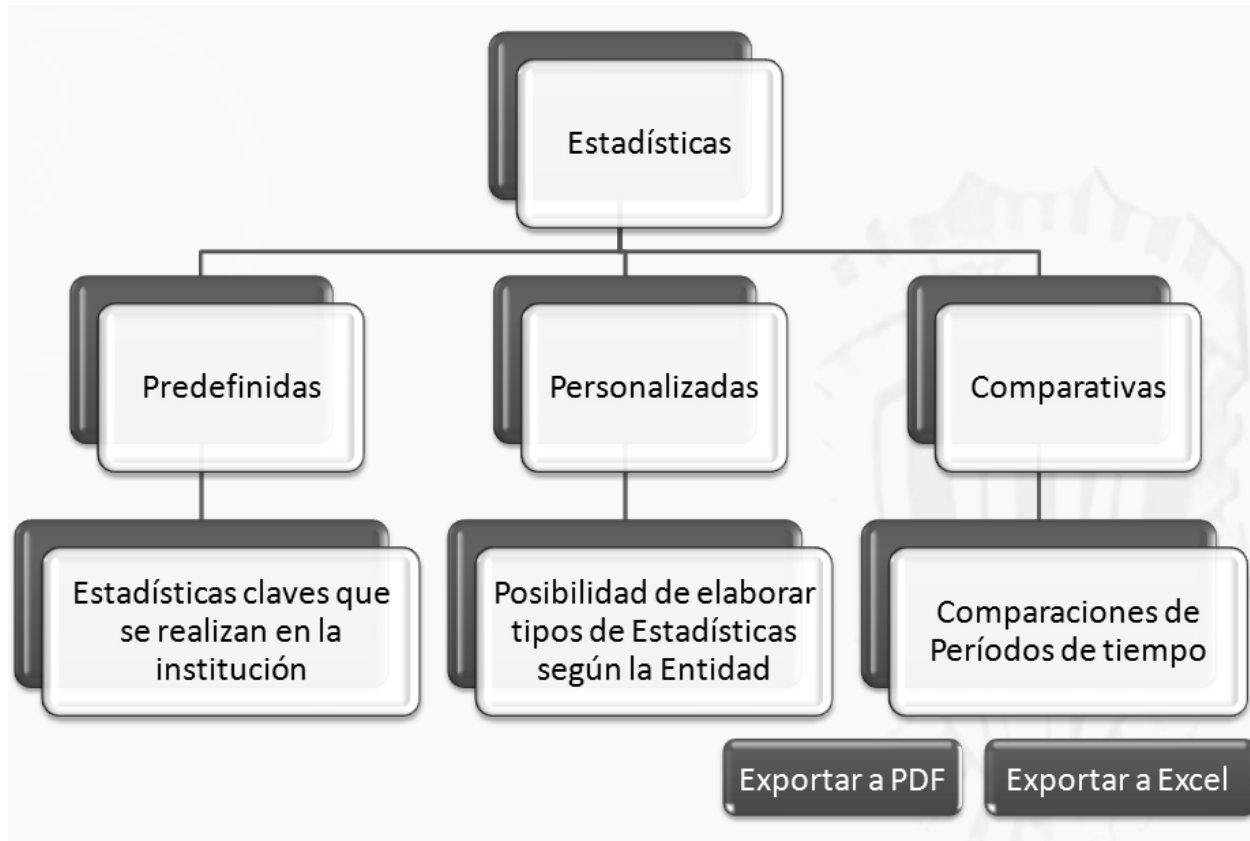 Estadísticas
Predefinidas
Personalizadas
Comparativas
Estadísticas claves que
se realizan en la
institución
Posibilidad de elaborar
tipos de Estadísticas
según la Entidad
Comparaciones de
Períodos de tiempo
Exportar a PDF
Exportar a Excel